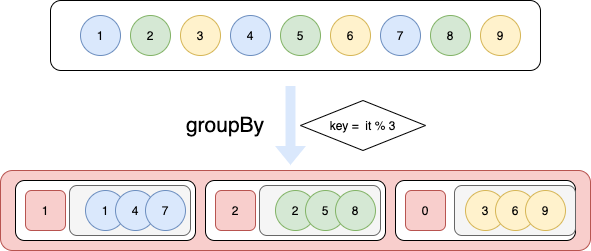 1 2 3 4 5 6 7 8 9
groupBy
key = it % 3
1 1 4 7 2 2 5 8 0 3 6 9